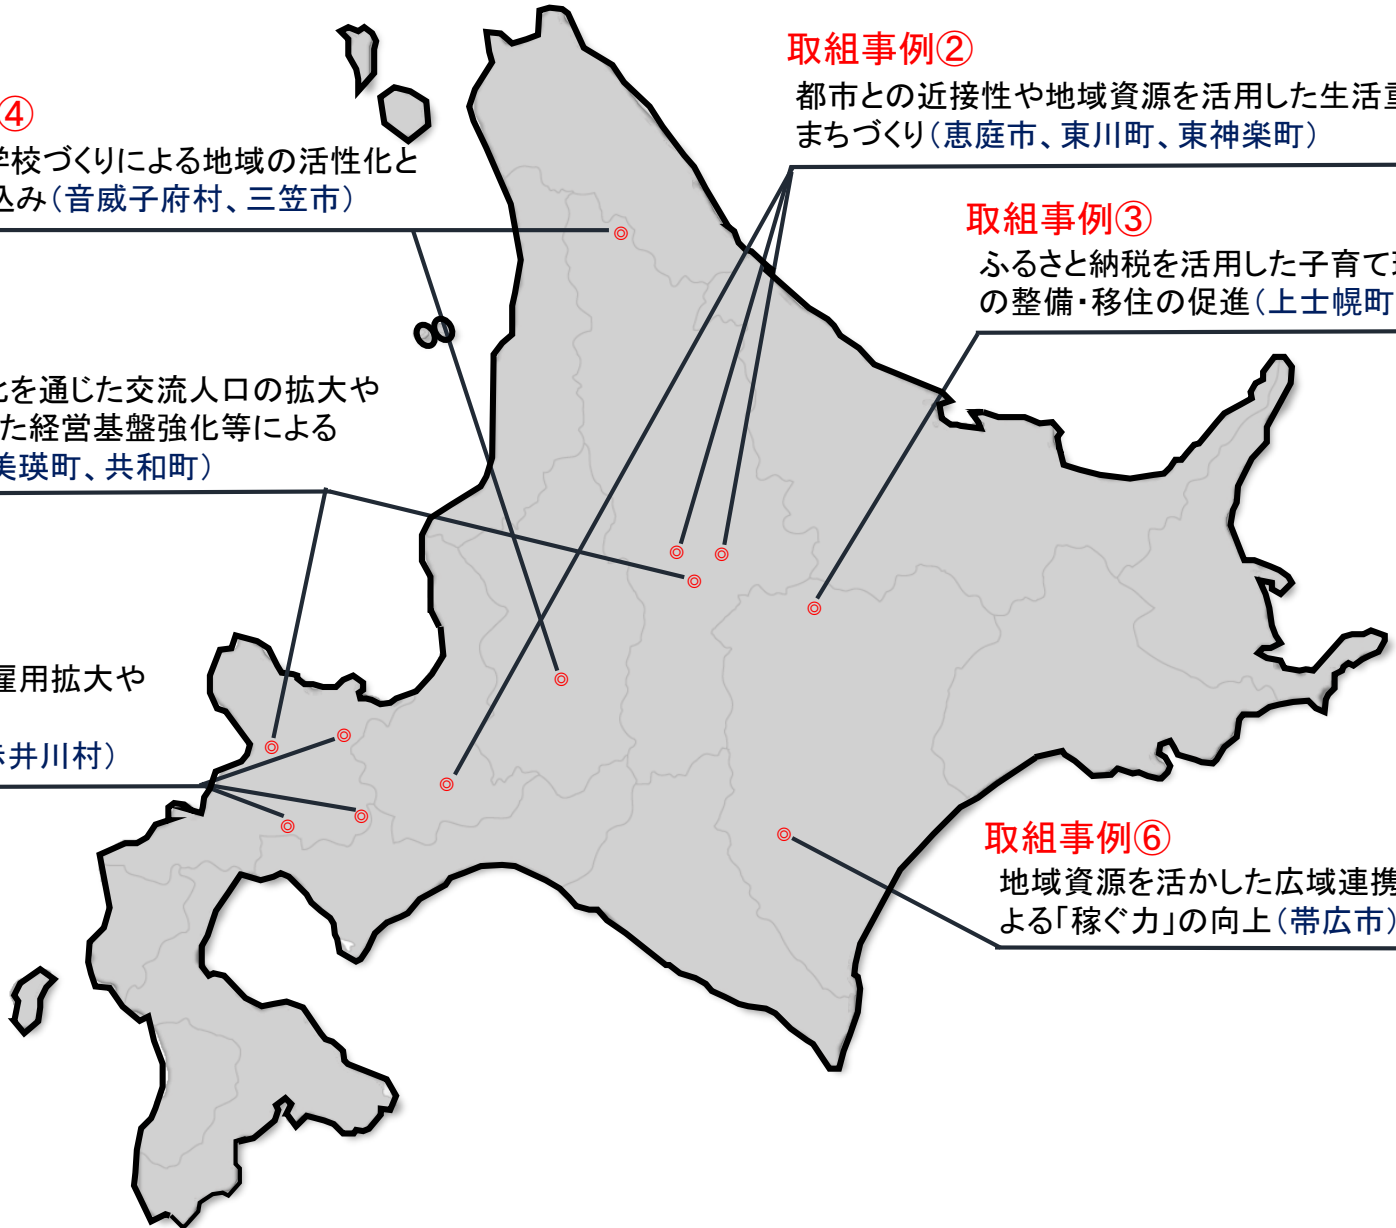 ④
学校づくりによる地域の活性化と
込み（音威子府村、三笠市）
取組事例②
都市との近接性や地域資源を活用した生活重
まちづくり（恵庭市、東川町、東神楽町）
取組事例③
ふるさと納税を活用した子育て環
の整備・移住の促進（上士幌町
化を通じた交流人口の拡大や
た経営基盤強化等による
美瑛町、共和町）
雇用拡大や
赤井川村）
取組事例⑥
地域資源を活かした広域連携
よる「稼ぐ力」の向上（帯広市）